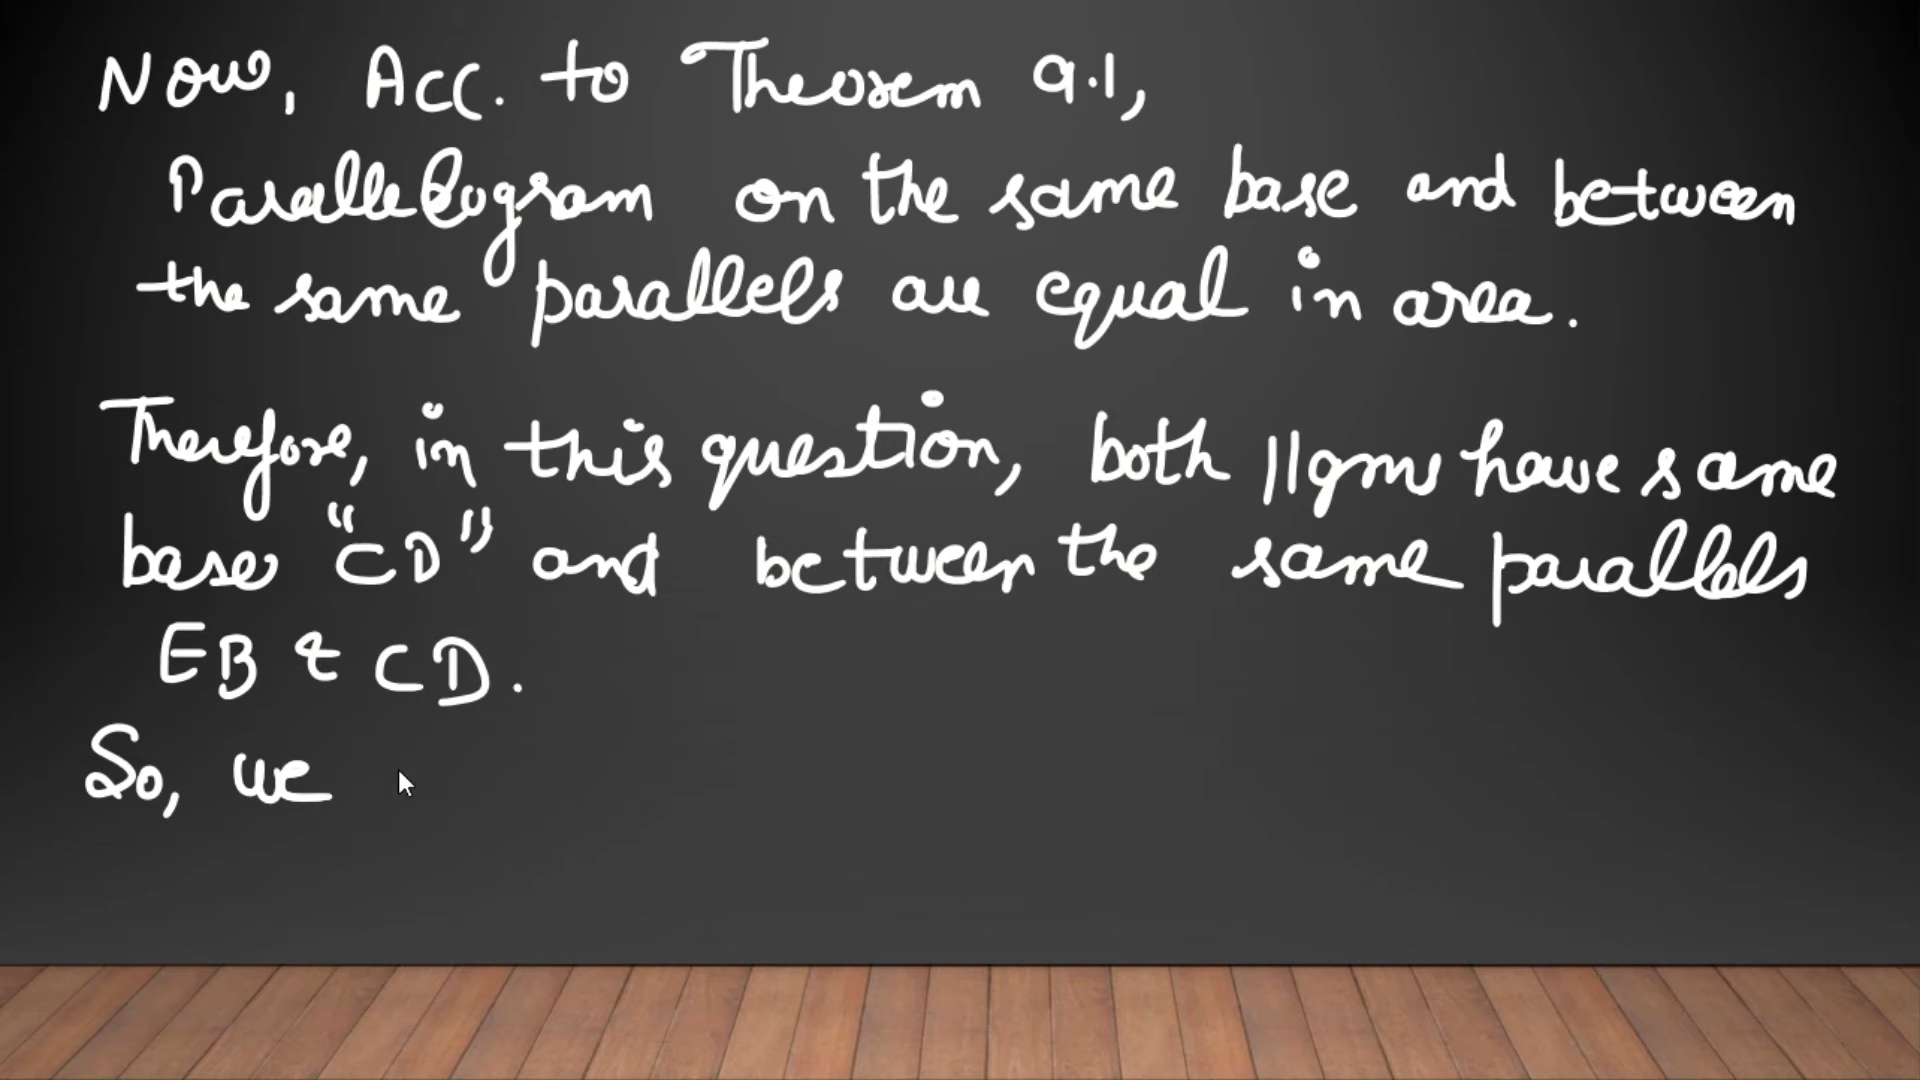 Now, Acc. to Theorem 9.1,
Parallelogram on the same base and between
the same parallels are equal in area.
Therefore, in this question, both ||gms have same
base "CD" and between the same parallels
EB & CD.
So, we